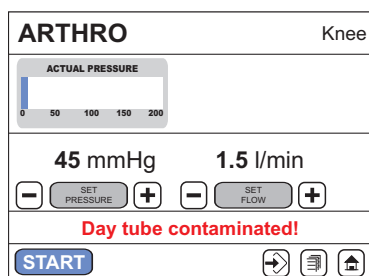 ARTHRO Knee
ACTUAL PRESSURE
0 50 100 150 200
45 mmHg 1.5 l/min
− SET PRESSURE + − SET FLOW +
Day tube contaminated!
START